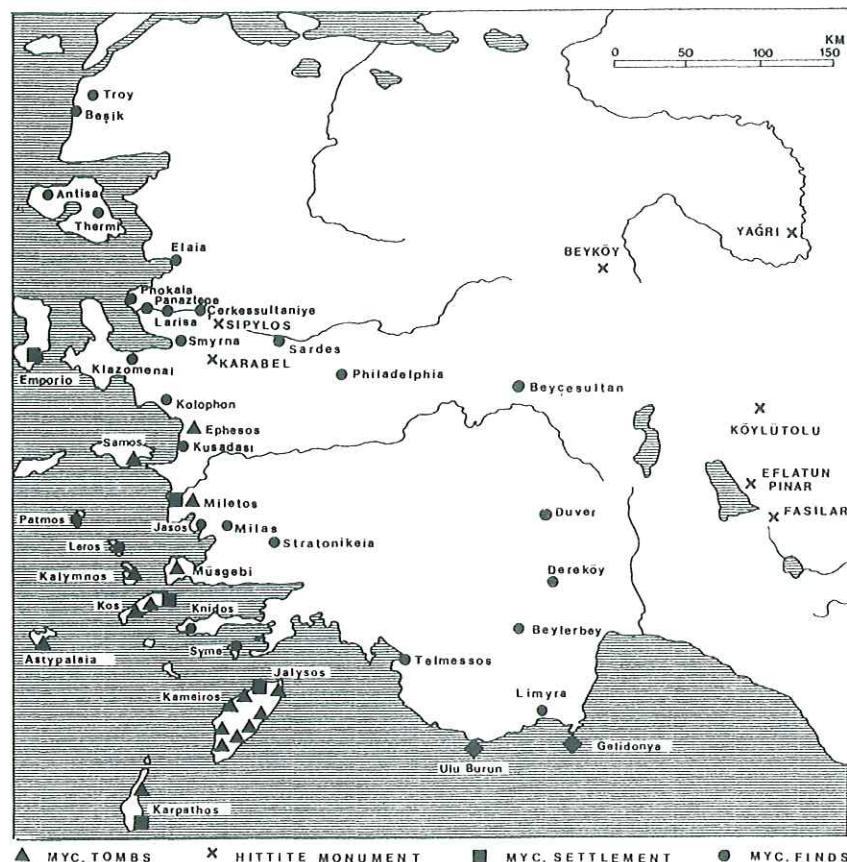 KM
0 50 100 150
Troy
Beşik
Antisa
Thermi
YAĞRI
Elaia
BEYKÖY
Phokaia
Panaztepe
Çerkessultaniye
Larisa
SIPYLOS
Smyrna
Sardes
Emporio
Klazomenai
KARABEL
Philadelphia
Beyçesultan
Kolophon
KÖYLÜTOLU
Ephesos
Samos
Kusadası
EFLATUN
PINAR
Miletos
Patmos
Jasos
Milas
Duver
FASILAR
Stratonikeia
Leros
Kalymnos
Müsgebi
Dereköy
Kos
Knidos
Beylerbey
Astypalaia
Syme
Telmessos
Jalysos
Kameiros
Limyra
Gelidonya
Ulu Burun
Karpathos
MYC. TOMBS HITTITE MONUMENT MYC. SETTLEMENT MYC. FINDS